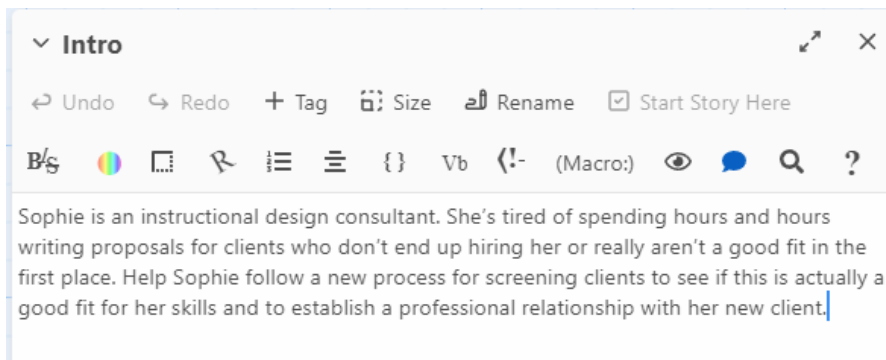 Intro
Undo Redo + Tag Size Rename Start Story Here
B/S { } Vb (Macro:) ?
Sophie is an instructional design consultant. She’s tired of spending hours and hours
writing proposals for clients who don’t end up hiring her or really aren’t a good fit in the
first place. Help Sophie follow a new process for screening clients to see if this is actually a
good fit for her skills and to establish a professional relationship with her new client.